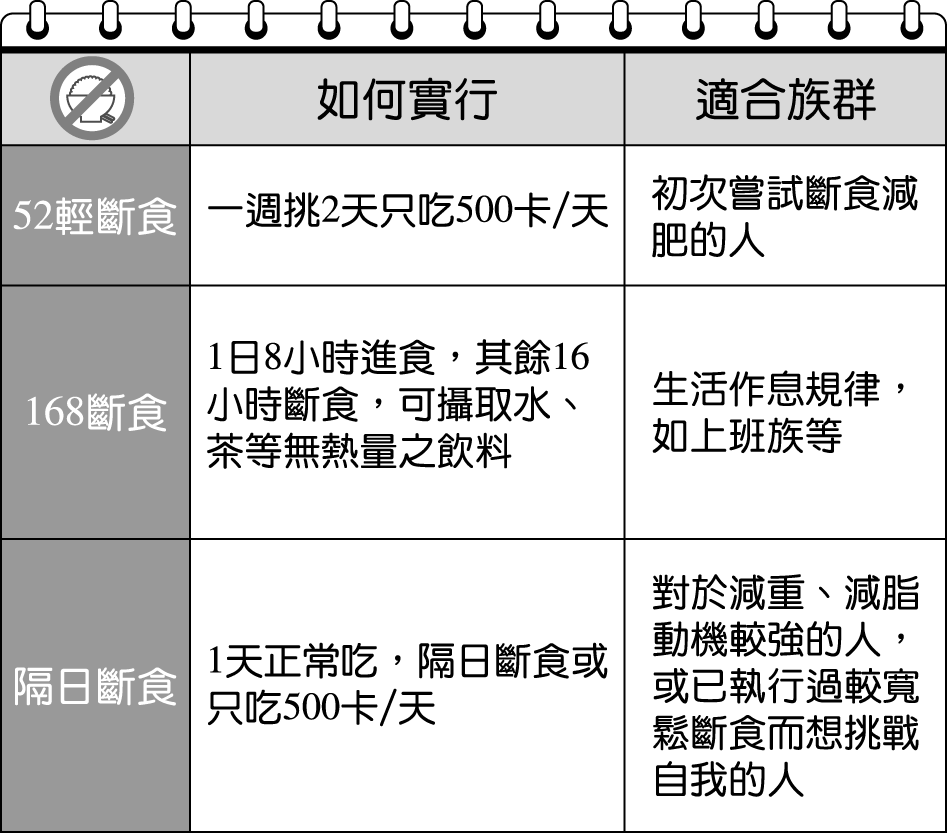 如何實行
適合族群
52輕斷食
一週挑2天只吃500卡/天
初次嘗試斷食減
肥的人
168斷食
1日8小時進食，其餘16
小時斷食，可攝取水、
茶等無熱量之飲料
生活作息規律，
如上班族等
隔日斷食
1天正常吃，隔日斷食或
只吃500卡/天
對於減重、減脂
動機較強的人，
或已執行過較寬
鬆斷食而想挑戰
自我的人